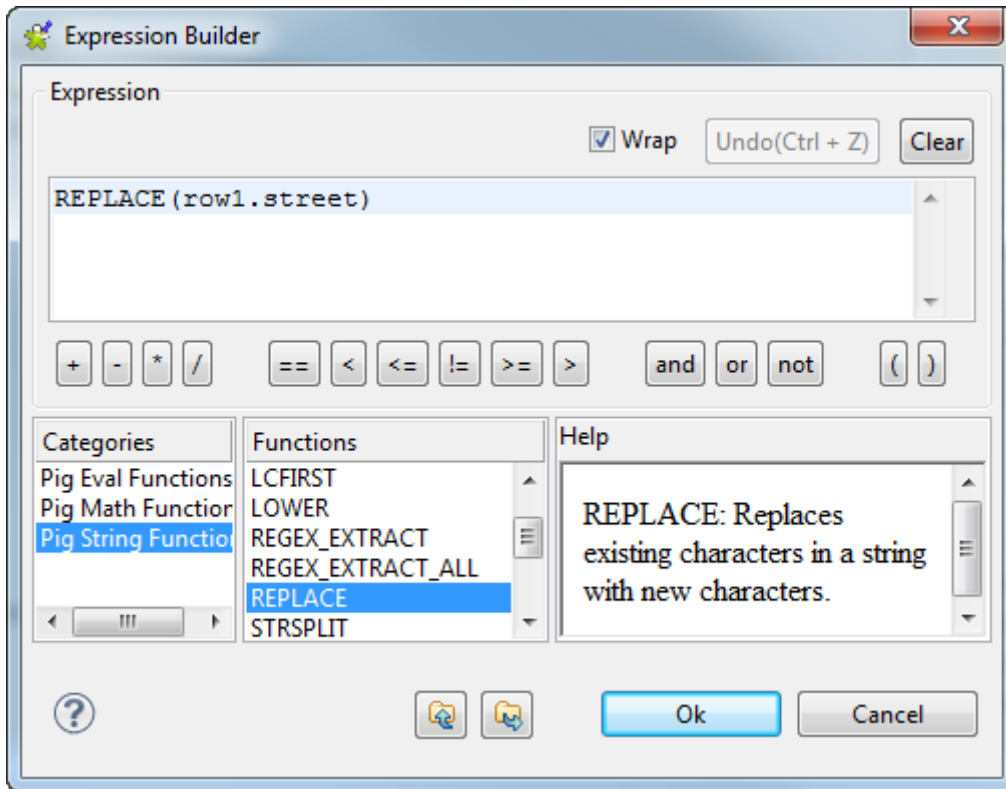 Expression Builder
Expression
Wrap
Undo(Ctrl + Z)
Clear
REPLACE(row1.street)
+ - * / == < <= != >= > and or not ( )
Categories
Pig Eval Functions
Pig Math Function
Pig String Functio
Functions
LCFIRST
LOWER
REGEX_EXTRACT
REGEX_EXTRACT_ALL
REPLACE
STRSPLIT
Help
REPLACE: Replaces
existing characters in a string
with new characters.
?
Ok
Cancel